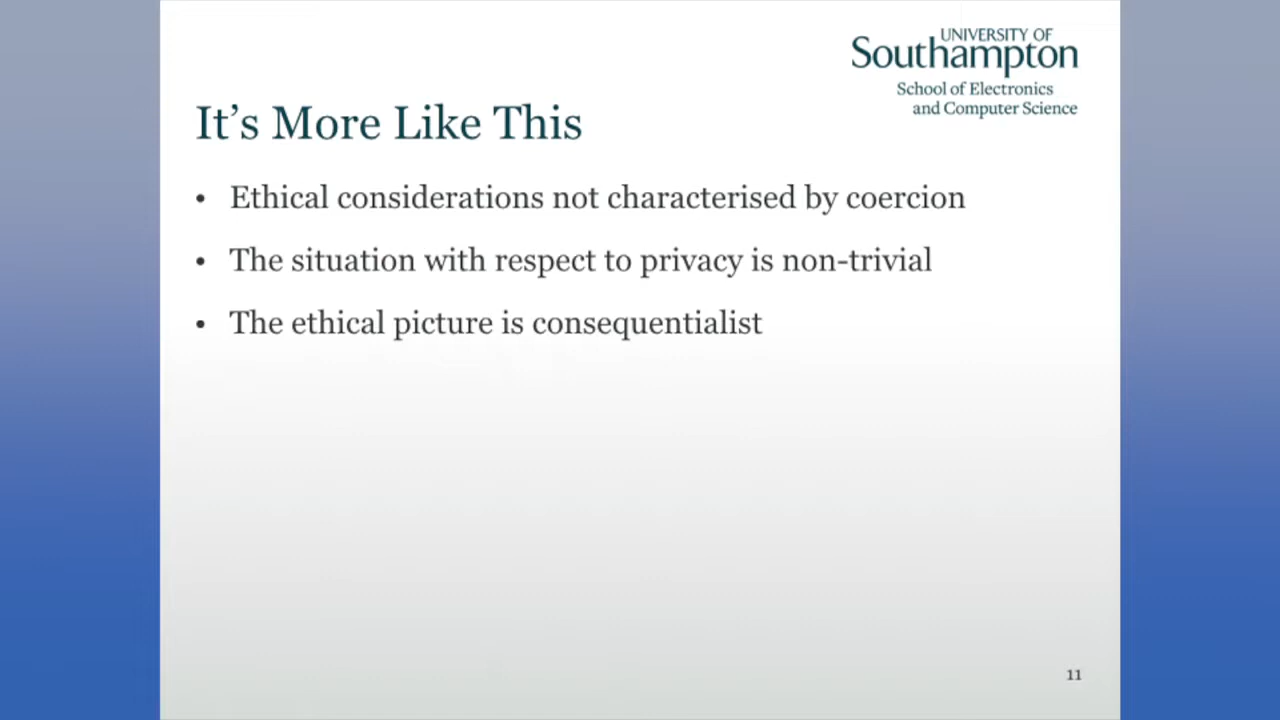 UNIVERSITY OF
Southampton
School of Electronics
and Computer Science
It’s More Like This
• Ethical considerations not characterised by coercion
• The situation with respect to privacy is non-trivial
• The ethical picture is consequentialist
11